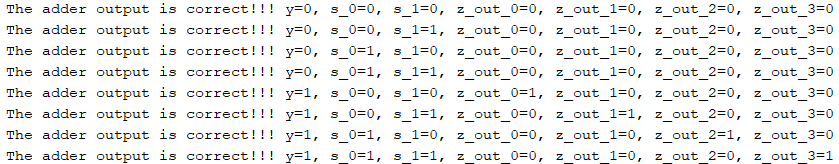 The adder output is correct!!! y=0, s_0=0, s_1=0, z_out_0=0, z_out_1=0, z_out_2=0, z_out_3=0
The adder output is correct!!! y=0, s_0=0, s_1=1, z_out_0=0, z_out_1=0, z_out_2=0, z_out_3=0
The adder output is correct!!! y=0, s_0=1, s_1=0, z_out_0=0, z_out_1=0, z_out_2=0, z_out_3=0
The adder output is correct!!! y=0, s_0=1, s_1=1, z_out_0=0, z_out_1=0, z_out_2=0, z_out_3=0
The adder output is correct!!! y=1, s_0=0, s_1=0, z_out_0=1, z_out_1=0, z_out_2=0, z_out_3=0
The adder output is correct!!! y=1, s_0=0, s_1=1, z_out_0=0, z_out_1=1, z_out_2=0, z_out_3=0
The adder output is correct!!! y=1, s_0=1, s_1=0, z_out_0=0, z_out_1=0, z_out_2=1, z_out_3=0
The adder output is correct!!! y=1, s_0=1, s_1=1, z_out_0=0, z_out_1=0, z_out_2=0, z_out_3=1